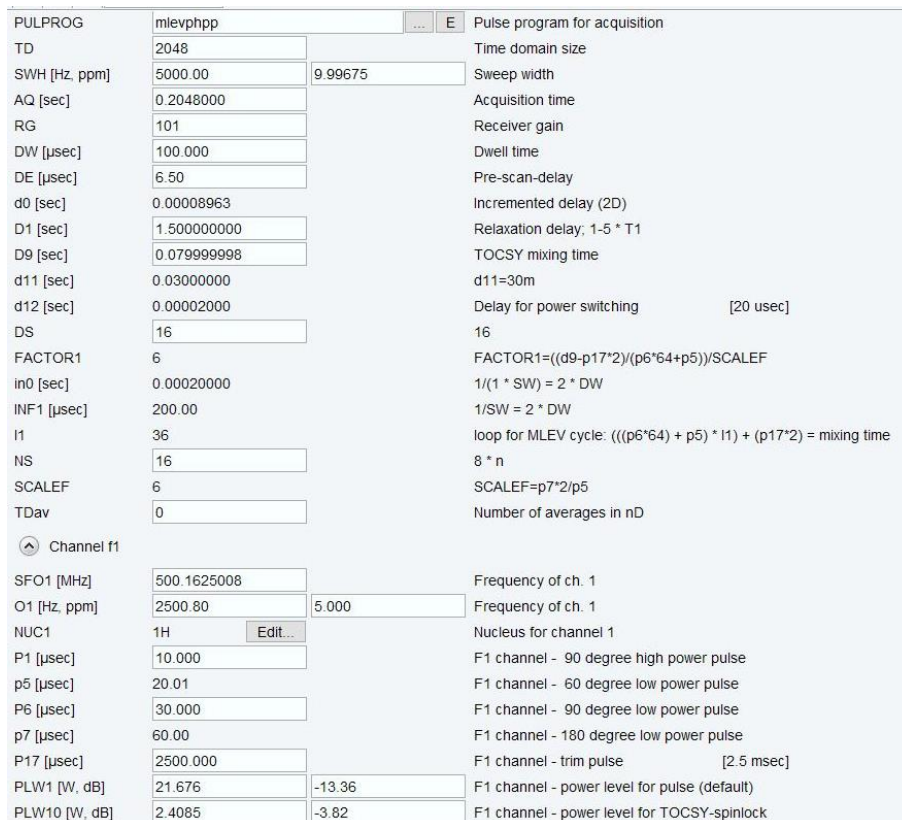 PULPROG mlevphpp ... E Pulse program for acquisition
TD 2048 Time domain size
SWH [Hz, ppm] 5000.00 9.99675 Sweep width
AQ [sec] 0.2048000 Acquisition time
RG 101 Receiver gain
DW [µsec] 100.000 Dwell time
DE [µsec] 6.50 Pre-scan-delay
d0 [sec] 0.00008963 Incremented delay (2D)
D1 [sec] 1.500000000 Relaxation delay; 1-5 * T1
D9 [sec] 0.079999998 TOCSY mixing time
d11 [sec] 0.03000000 d11=30m
d12 [sec] 0.00002000 Delay for power switching [20 usec]
DS 16 16
FACTOR1 6 FACTOR1=((d9-p17*2)/(p6*64+p5))/SCALEF
in0 [sec] 0.00020000 1/(1 * SW) = 2 * DW
INF1 [µsec] 200.00 1/SW = 2 * DW
l1 36 loop for MLEV cycle: (((p6*64) + p5) * l1) + (p17*2) = mixing time
NS 16 8 * n
SCALEF 6 SCALEF=p7*2/p5
TDav 0 Number of averages in nD
Channel f1
SFO1 [MHz] 500.1625008 Frequency of ch. 1
O1 [Hz, ppm] 2500.80 5.000 Frequency of ch. 1
NUC1 1H Edit... Nucleus for channel 1
P1 [µsec] 10.000 F1 channel - 90 degree high power pulse
p5 [µsec] 20.01 F1 channel - 60 degree low power pulse
P6 [µsec] 30.000 F1 channel - 90 degree low power pulse
p7 [µsec] 60.00 F1 channel - 180 degree low power pulse
P17 [µsec] 2500.000 F1 channel - trim pulse [2.5 msec]
PLW1 [W, dB] 21.676 -13.36 F1 channel - power level for pulse (default)
PLW10 [W, dB] 2.4085 -3.82 F1 channel - power level for TOCSY-spinlock